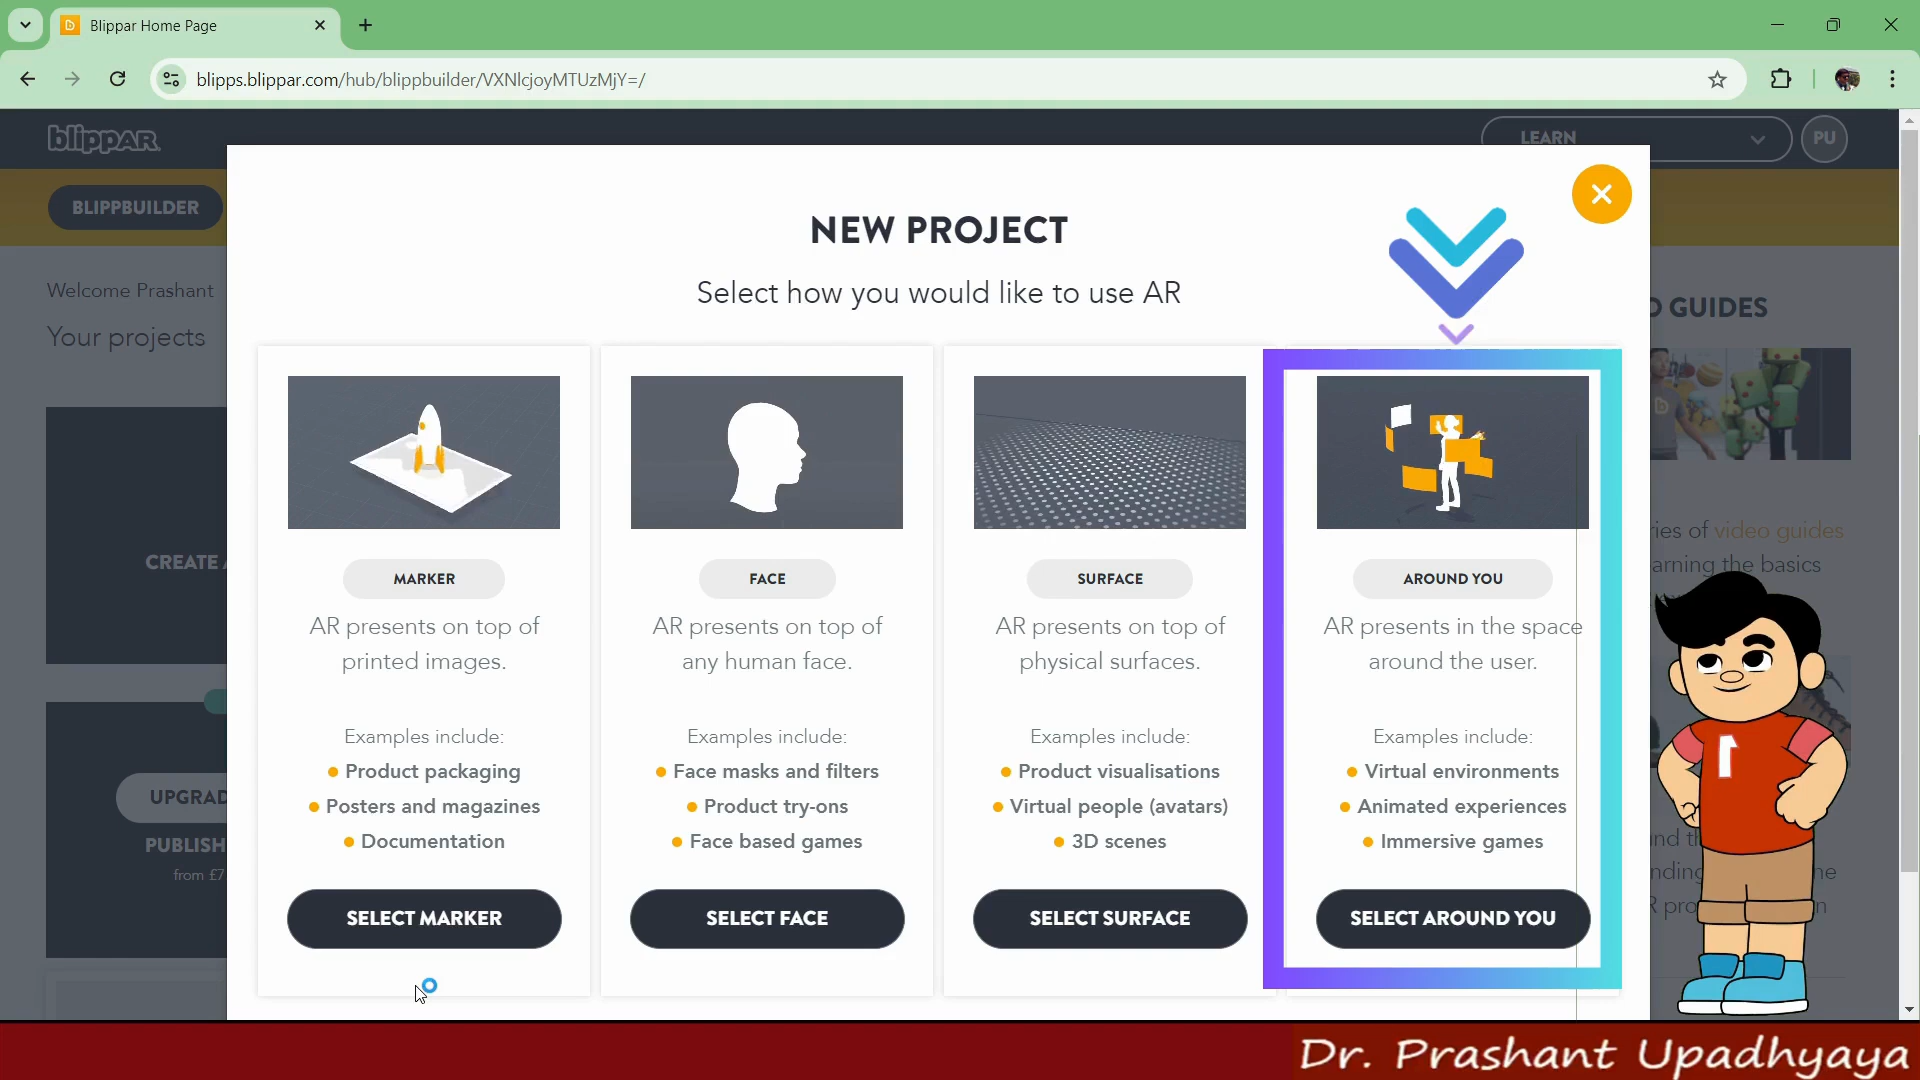 Blippar Home Page
blipps.blippar.com/hub/blippbuilder/VXNlcjoyMTUzMjY=/
blippAR
LEARN
PU
BLIPPBUILDER
Welcome Prashant
Your projects
CREATE
UPGRAD
PUBLISH
from £7
NEW PROJECT
Select how you would like to use AR
MARKER
AR presents on top of
printed images.
Examples include:
Product packaging
Posters and magazines
Documentation
SELECT MARKER
FACE
AR presents on top of
any human face.
Examples include:
Face masks and filters
Product try-ons
Face based games
SELECT FACE
SURFACE
AR presents on top of
physical surfaces.
Examples include:
Product visualisations
Virtual people (avatars)
3D scenes
SELECT SURFACE
AROUND YOU
AR presents in the space
around the user.
Examples include:
Virtual environments
Animated experiences
Immersive games
SELECT AROUND YOU
GUIDES
of video guides
the basics
1
Dr. Prashant Upadhyaya